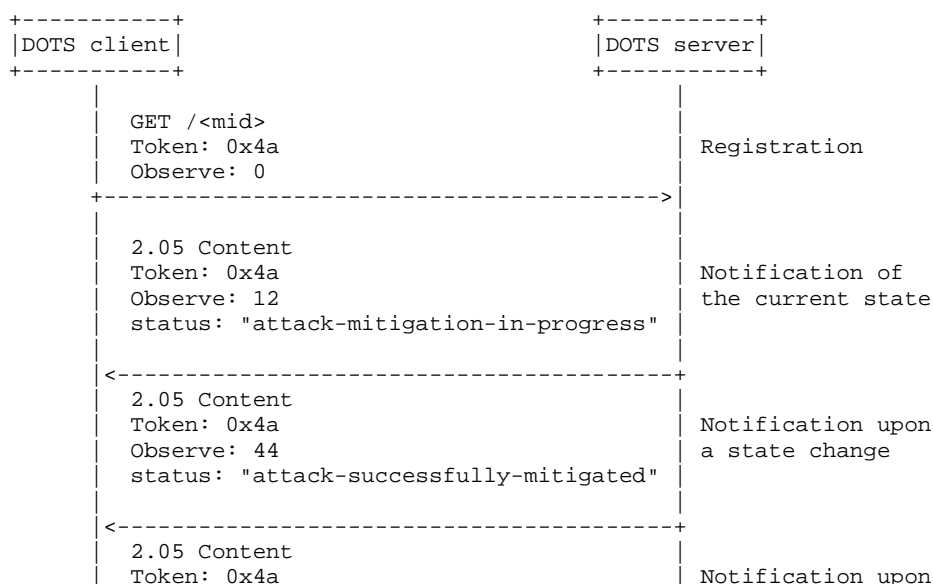 +-----------+                              +-----------+
|DOTS client|                              |DOTS server|
+-----------+                              +-----------+
      |                                          |
      |  GET /<mid>                              |
      |  Token: 0x4a                             | Registration
      |  Observe: 0                              |
      +----------------------------------------->|
      |                                          |
      |  2.05 Content                            |
      |  Token: 0x4a                             | Notification of
      |  Observe: 12                             | the current state
      |  status: "attack-mitigation-in-progress" |
      |                                          |
      |<-----------------------------------------+
      |  2.05 Content                            |
      |  Token: 0x4a                             | Notification upon
      |  Observe: 44                             | a state change
      |  status: "attack-successfully-mitigated" |
      |                                          |
      |<-----------------------------------------+
      |  2.05 Content                            |
      |  Token: 0x4a                             | Notification upon